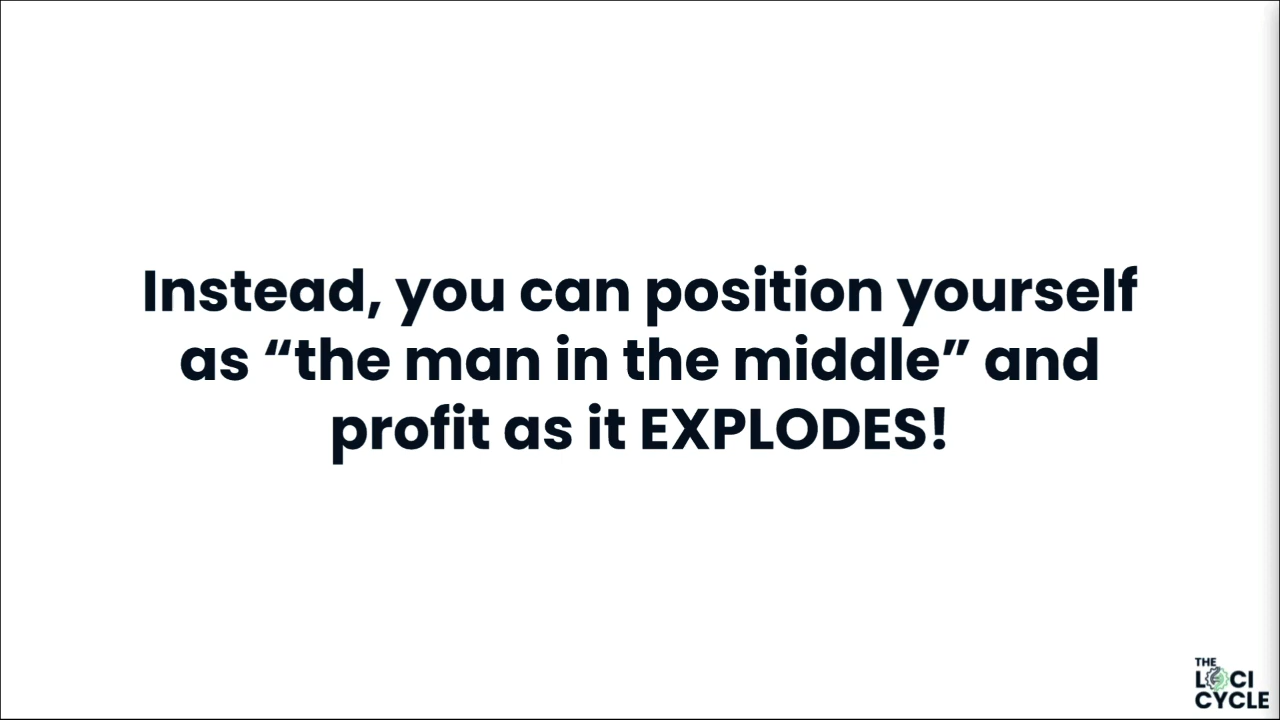 Instead, you can position yourself
as “the man in the middle” and
profit as it EXPLODES!
THE
LOCI
CYCLE